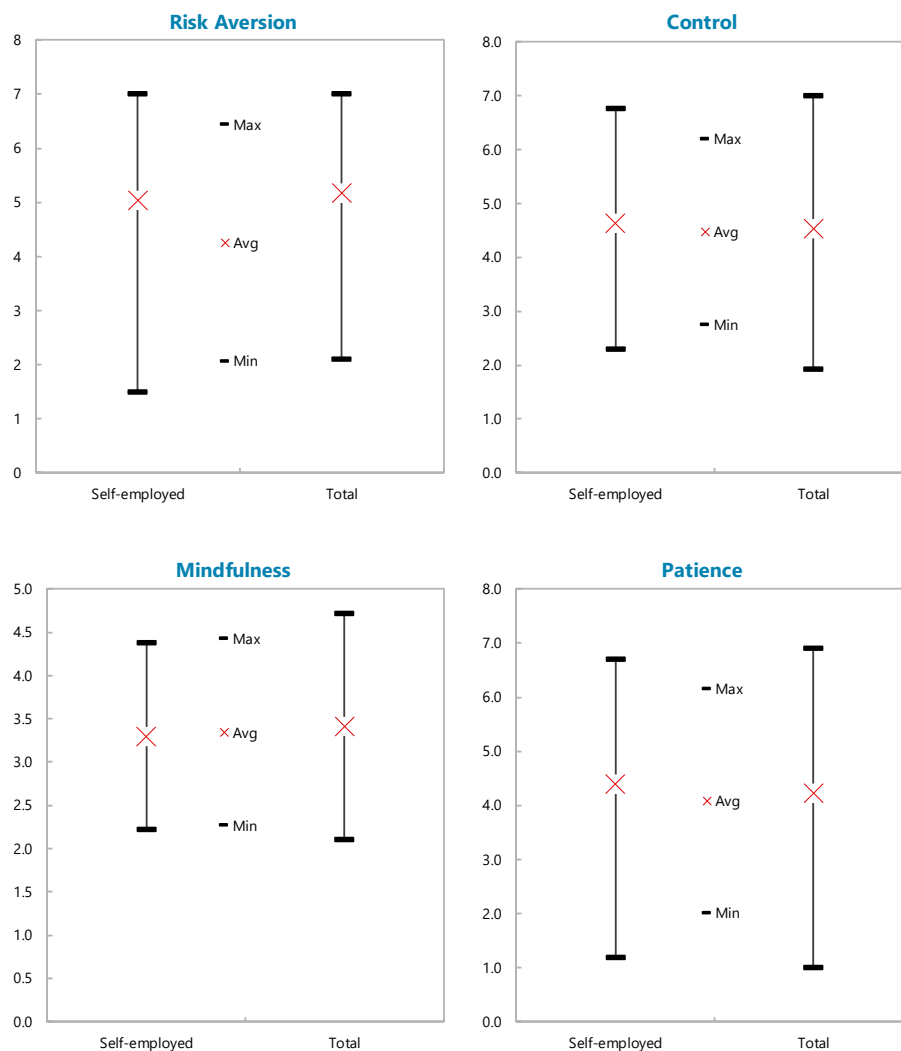 Risk Aversion
8
7
6
5
4
3
2
1
0
Max
Avg
Min
Self-employed Total
Control
8.0
7.0
6.0
5.0
4.0
3.0
2.0
1.0
0.0
Max
Avg
Min
Self-employed Total
Mindfulness
5.0
4.5
4.0
3.5
3.0
2.5
2.0
1.5
1.0
0.5
0.0
Max
Avg
Min
Self-employed Total
Patience
8.0
7.0
6.0
5.0
4.0
3.0
2.0
1.0
0.0
Max
Avg
Min
Self-employed Total